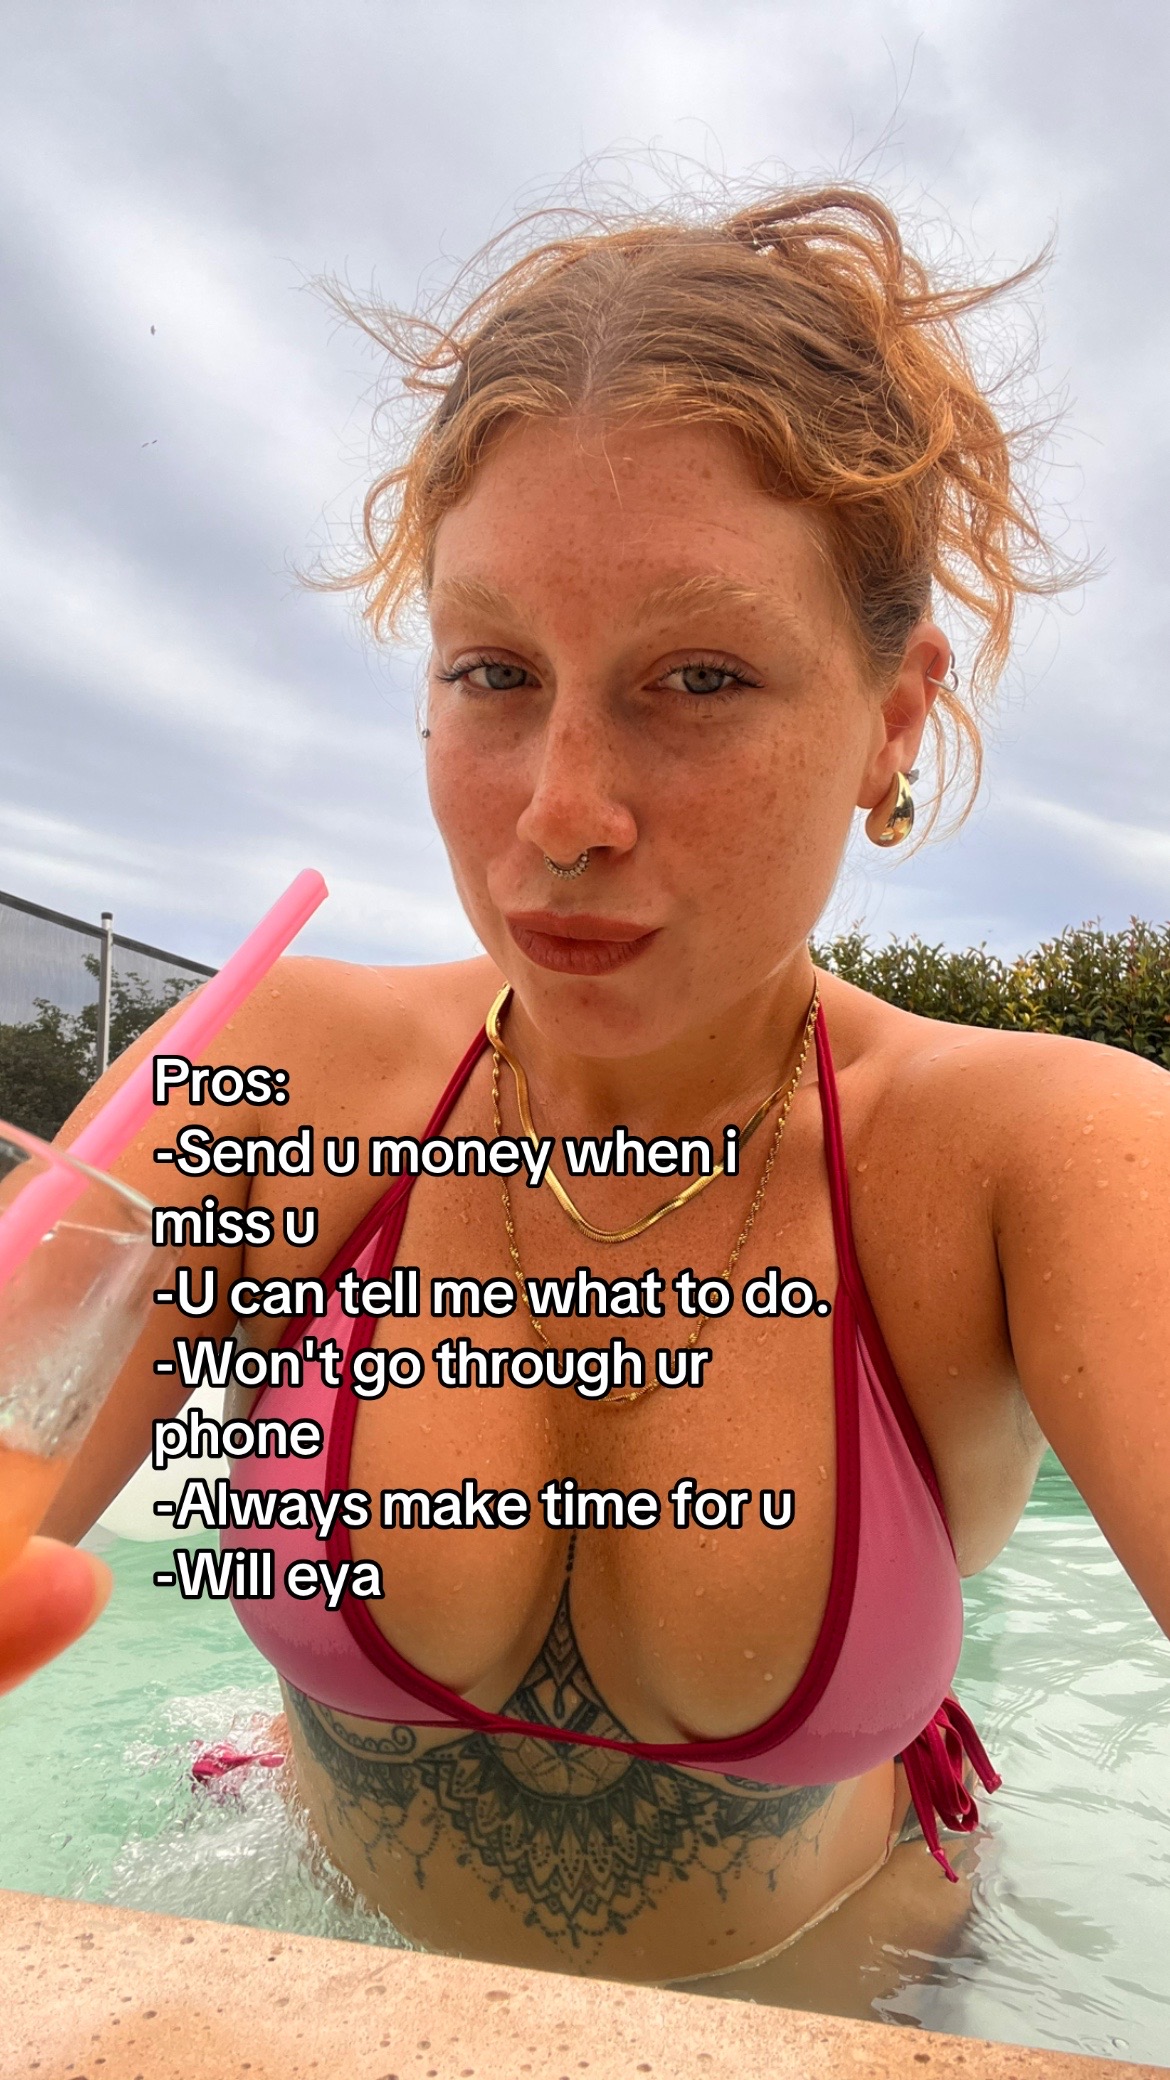 Pros:
-Send u money when i
miss u
-U can tell me what to do.
-Won't go through ur
phone
-Always make time for u
-Will eya